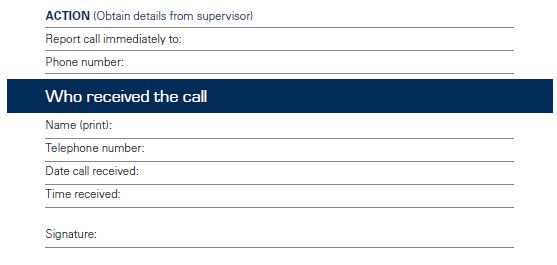 ACTION (Obtain details from supervisor)
Report call immediately to:
Phone number:
Who received the call
Name (print):
Telephone number:
Date call received:
Time received:
Signature: